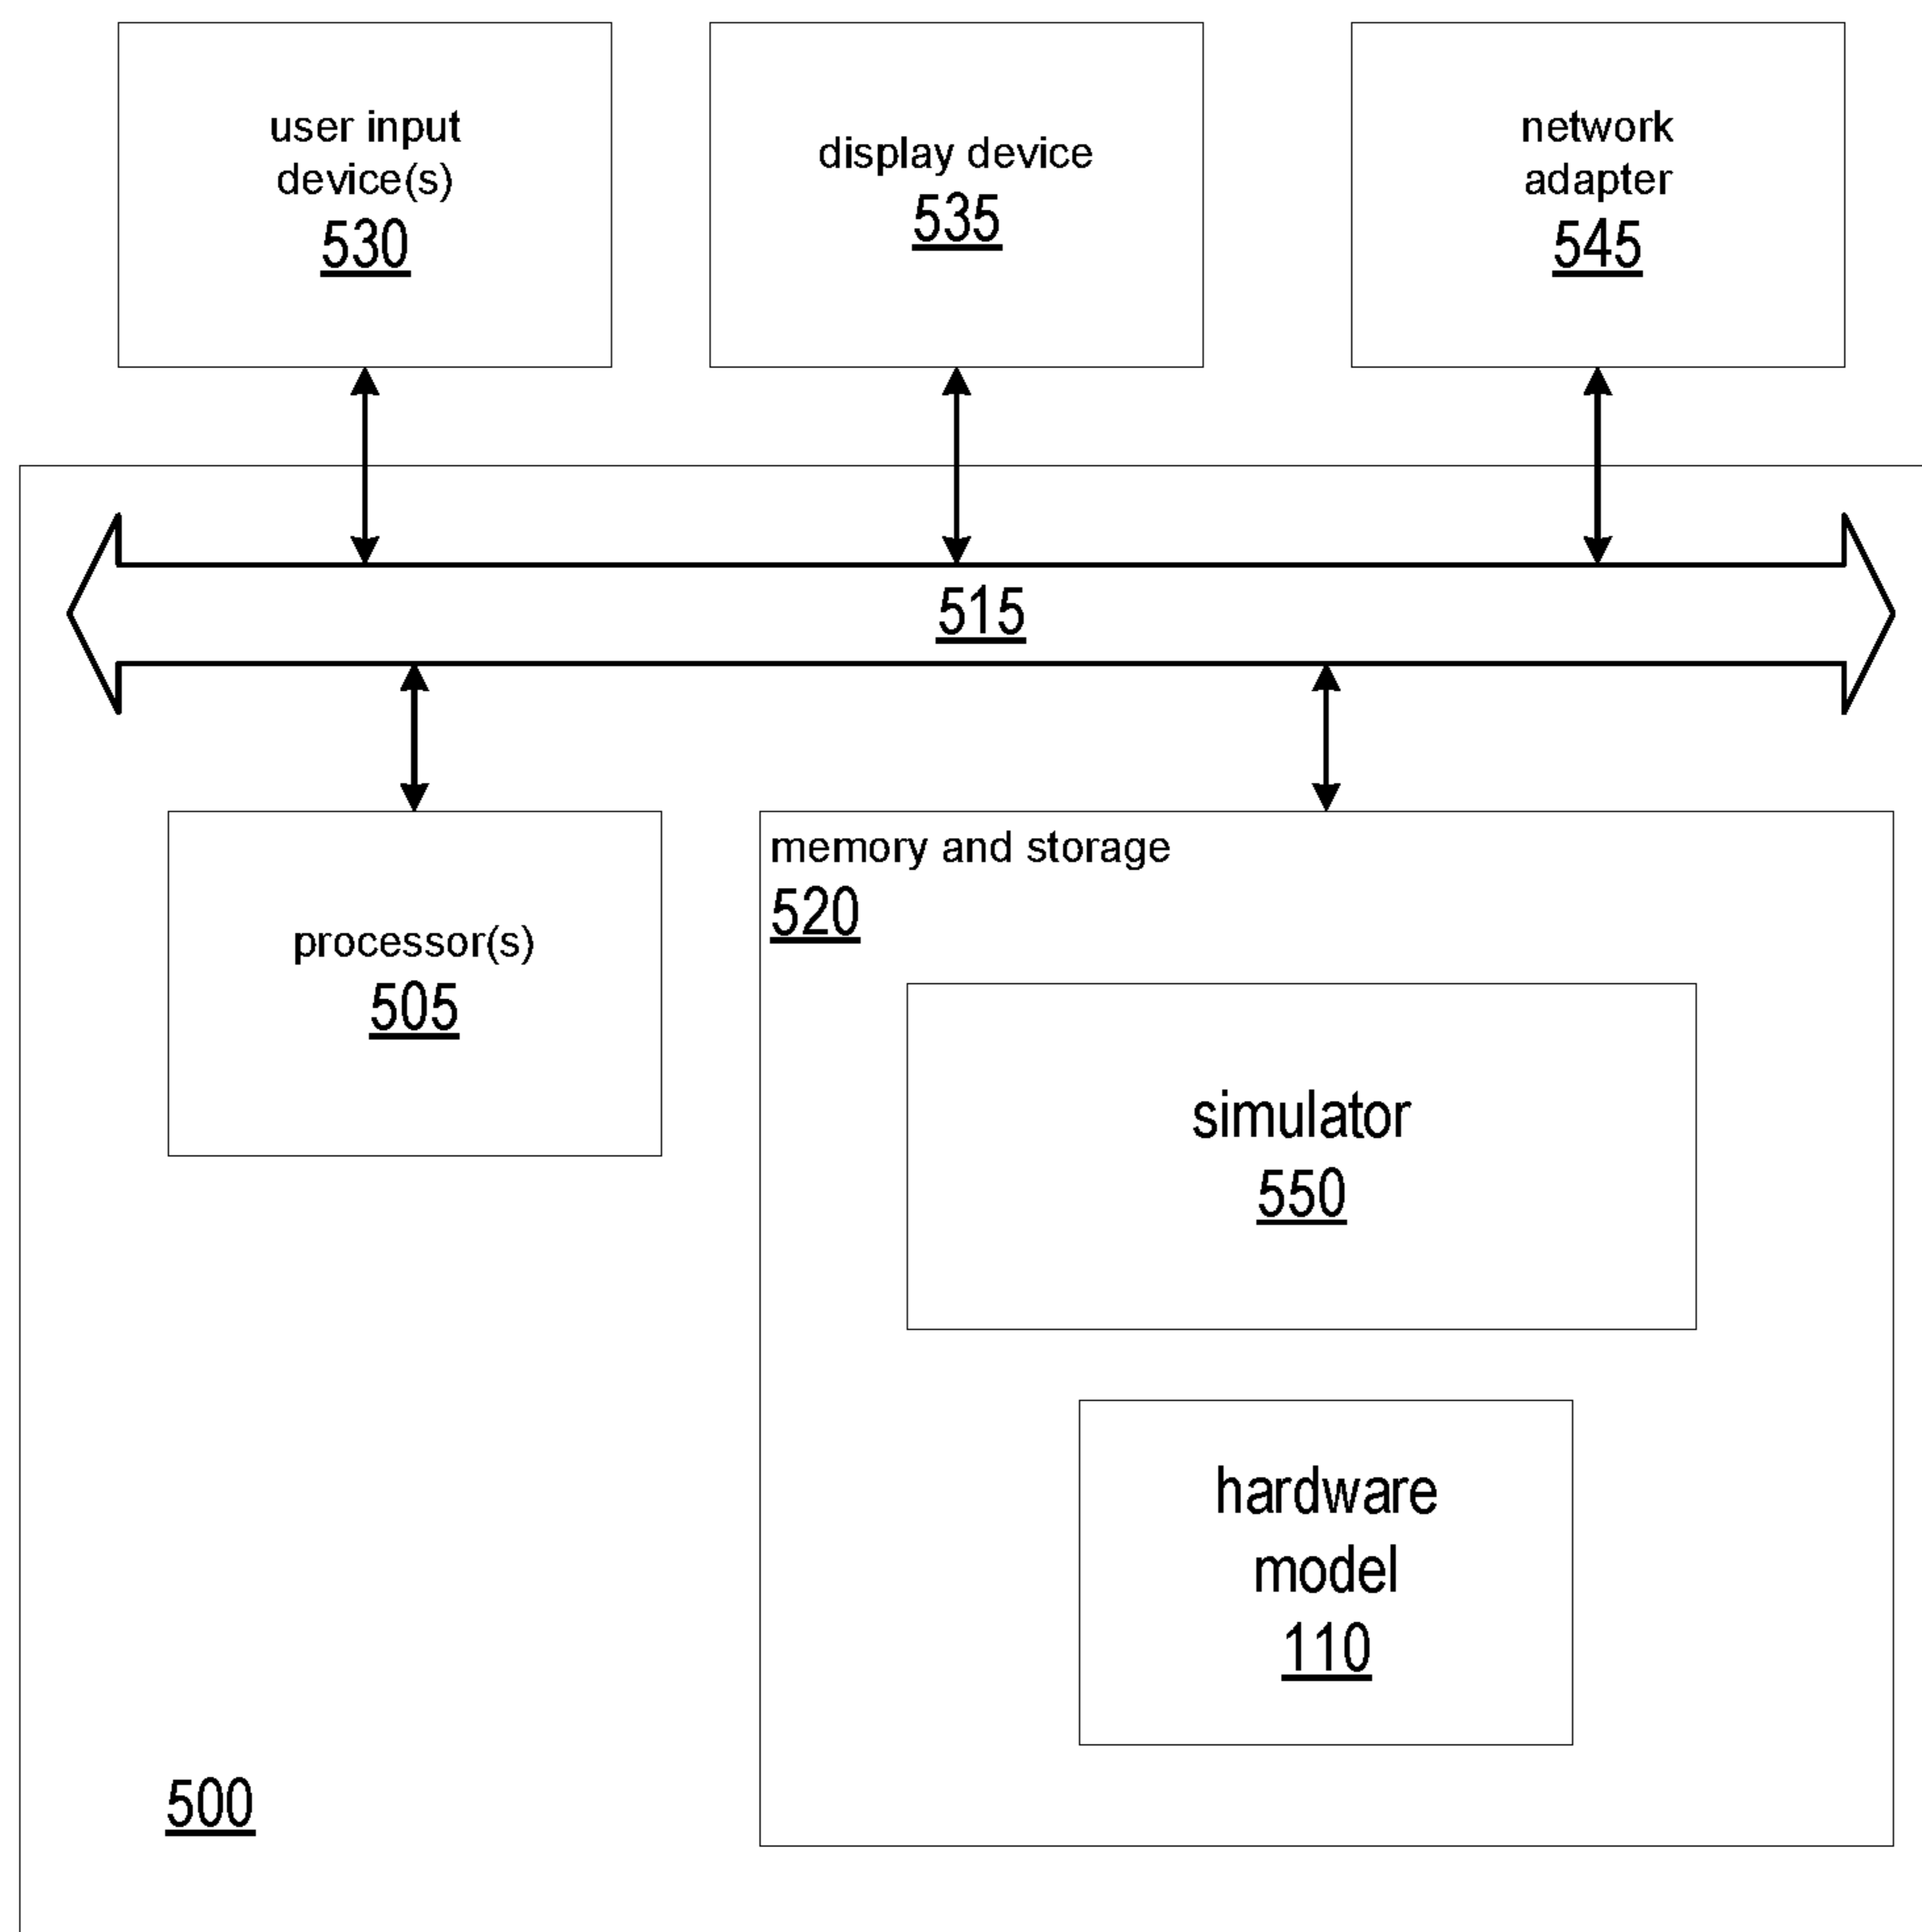 user input
device(s)
530
display device
535
network
adapter
545
515
processor(s)
505
memory and storage
520
simulator
550
hardware
model
110
500